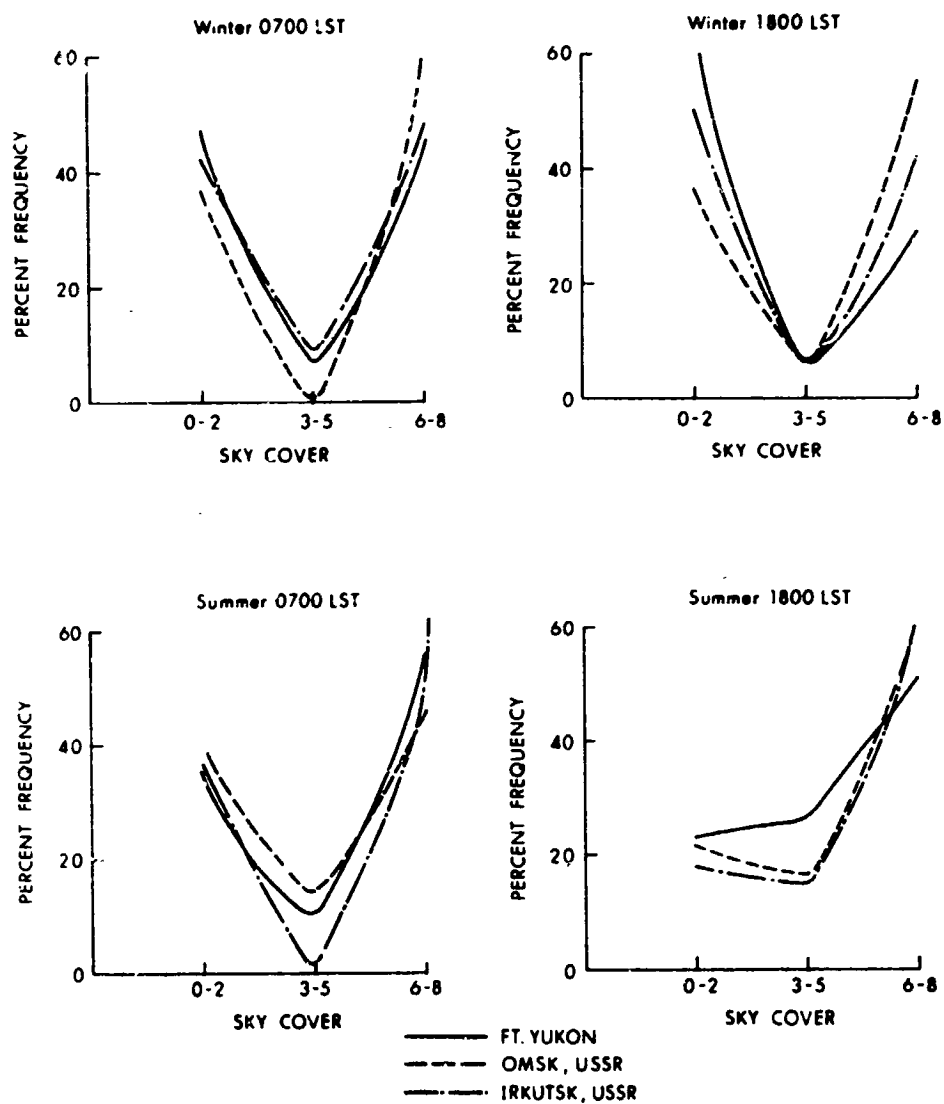 Winter 0700 LST
60
40
20
0
PERCENT FREQUENCY
0-2
3-5
6-8
SKY COVER
Winter 1800 LST
60
40
20
0
PERCENT FREQUENCY
0-2
3-5
6-8
SKY COVER
Summer 0700 LST
60
40
20
0
PERCENT FREQUENCY
0-2
3-5
6-8
SKY COVER
Summer 1800 LST
60
40
20
0
PERCENT FREQUENCY
0-2
3-5
6-8
SKY COVER
FT. YUKON
OMSK, USSR
IRKUTSK, USSR